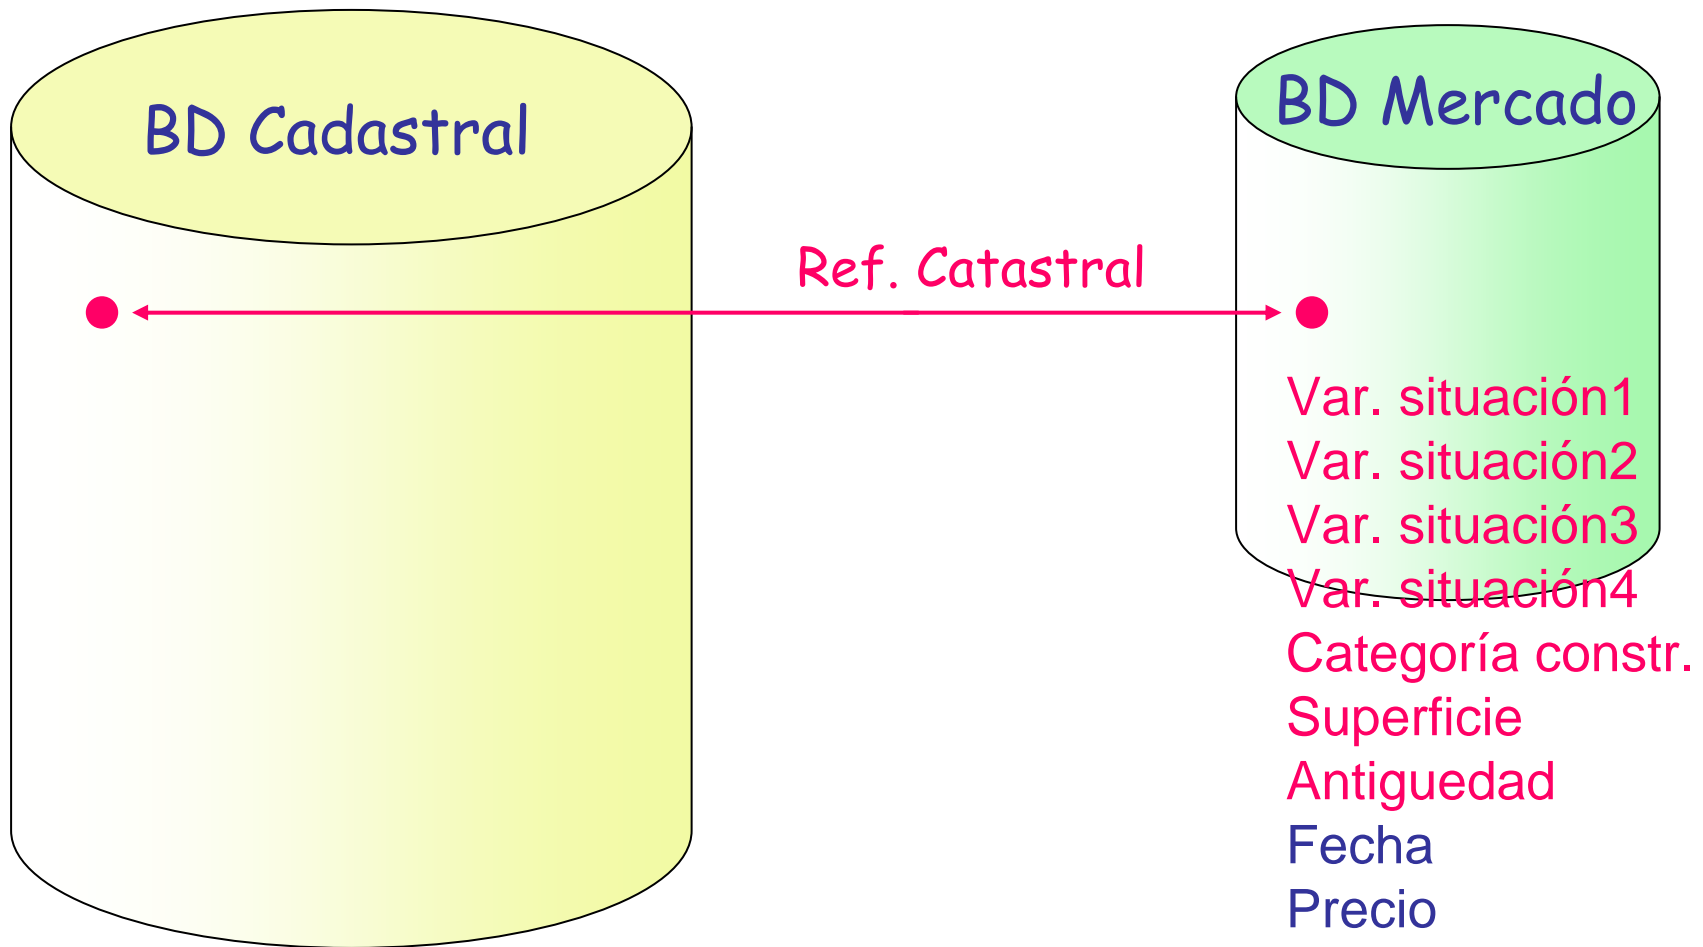 BD Cadastral
BD Mercado
Ref. Catastral
Var. situación1
Var. situación2
Var. situación3
Var. situación4
Categoría constr.
Superficie
Antiguedad
Fecha
Precio